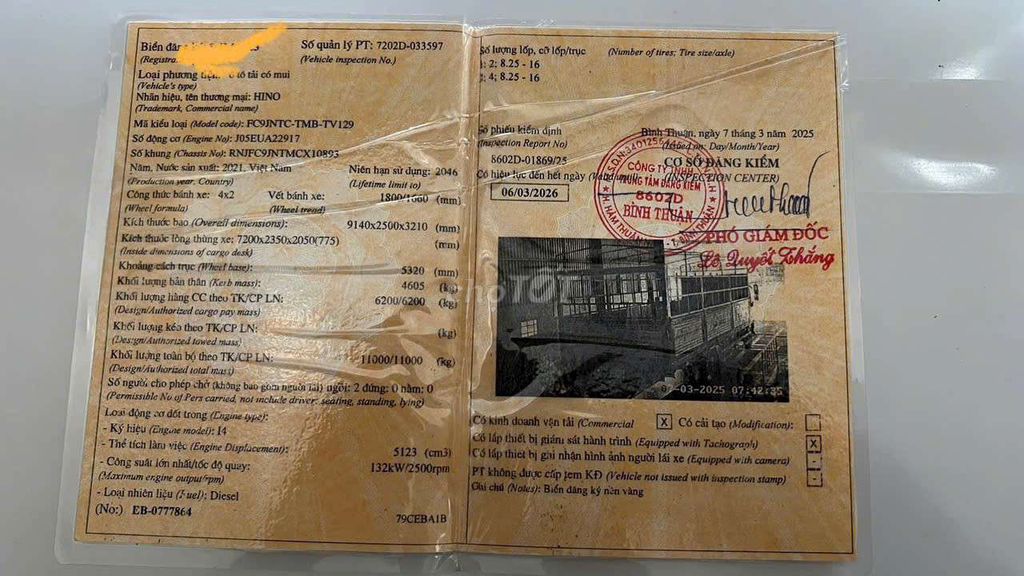 Biển đăng
Số quản lý PT: 7202D-033597
(Registra
(Vehicle inspection No.)
Loại phương tiện: ô tô tải có mui
(Vehicle's type)
Nhãn hiệu, tên thương mại: HINO
(Trademark, Commercial name)
Mã kiểu loại (Model code): FC9JNTC-TMB-TV129
Số động cơ (Engine No): J05EUA22917
Số khung (Chassis No): RNJFC9JNTMCX10893
Năm, Nước sản xuất: 2021, Việt Nam
Niên hạn sử dụng: 2046
(Production year, Country)
(Lifetime limit to)
Công thức bánh xe: 4x2
Vết bánh xe: 1800/1660 (mm)
(Wheel formula)
(Wheel tread)
Kích thước bao (Overall dimensions): 9140x2500x3210 (mm)
Kích thước lòng thùng xe: 7200x2350x2050(775) (mm)
(Inside dimensions of cargo desk)
Khoảng cách trục (Wheel base): 5320 (mm)
Khối lượng bản thân (Kerb mass): 4605 (kg)
Khối lượng hàng CC theo TK/CP LN: 6200/6200 (kg)
(Design/Authorized cargo pay mass)
Khối lượng kéo theo TK/CP LN: (kg)
(Design/Authorized towed mass)
Khối lượng toàn bộ theo TK/CP LN: 11000/11000 (kg)
(Design/Authorized total mass)
Số người cho phép chở (không bao gồm người lái) ngồi: 2 đứng: 0 nằm: 0
(Permissible No of Pers carried, not include driver: seating, standing, lying)
Loại động cơ đốt trong (Engine type):
- Ký hiệu (Engine model): I4
- Thể tích làm việc (Engine Displacement): 5123 (cm3)
- Công suất lớn nhất/tốc độ quay: 132kW/2500rpm
(Maximum engine output/rpm)
- Loại nhiên liệu (Fuel): Diesel
(No:) EB-0777864
79CEBA1B
Số lượng lốp, cỡ lốp/trục
(Number of tires; Tire size/axle)
: 2; 8.25 - 16
: 4; 8.25 - 16
Số phiếu kiểm định
Bình Thuận, ngày 7 tháng 3 năm 2025
(Inspection Report No)
(Issued on: Day/Month/Year)
8602D-01869/25
CƠ SỞ ĐĂNG KIỂM
Có hiệu lực đến hết ngày
(INSPECTION CENTER)
06/03/2026
CÔNG TY TNHH
TRUNG TÂM ĐĂNG KIỂM
8602D
BÌNH THUẬN
PHÓ GIÁM ĐỐC
Lê Quyết Thắng
choTỐT
07-03-2025 07:42:35
Có kinh doanh vận tải (Commercial X Có cải tạo (Modification):
Có lắp thiết bị giám sát hành trình (Equipped with Tachograph) X
Có lắp thiết bị ghi nhận hình ảnh người lái xe (Equipped with camera) -
PT không được cấp tem KĐ (Vehicle not issued with inspection stamp) -
Ghi chú (Notes): Biển đăng ký nền vàng